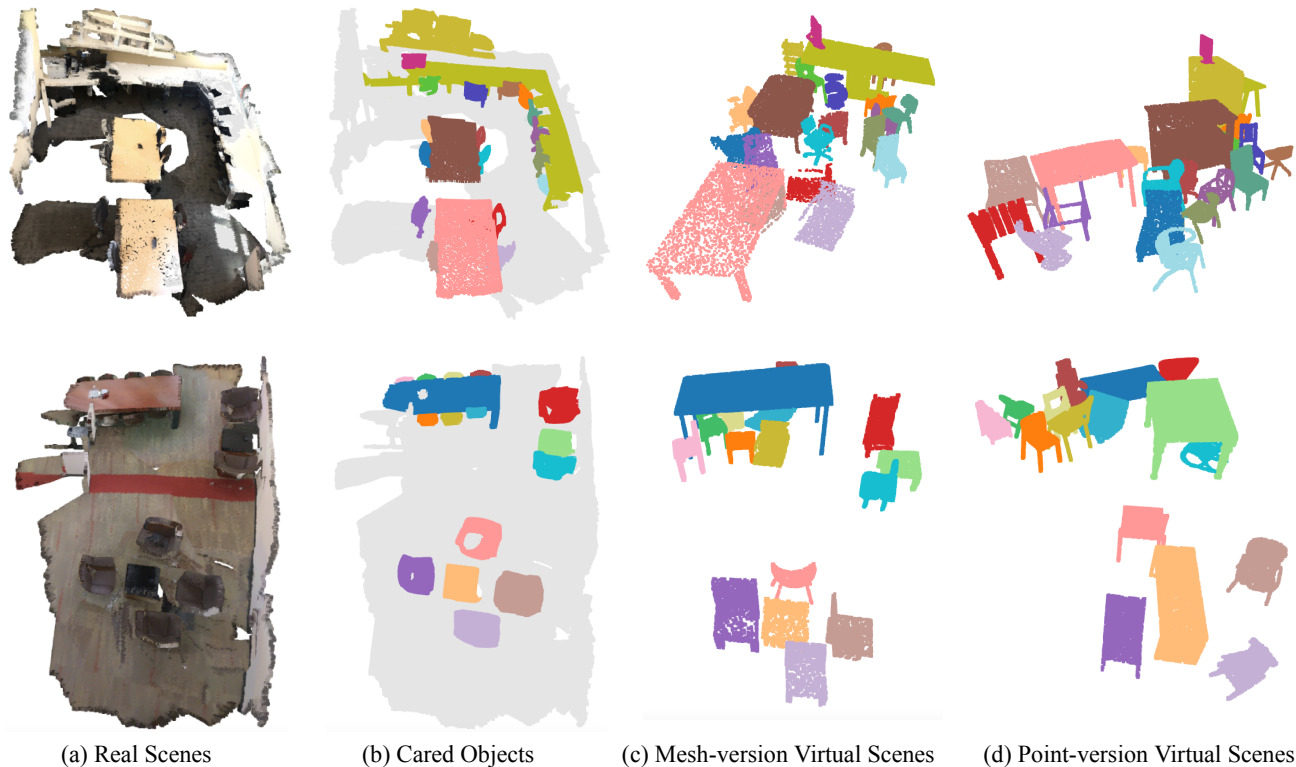 (a) Real Scenes
(b) Cared Objects
(c) Mesh-version Virtual Scenes
(d) Point-version Virtual Scenes